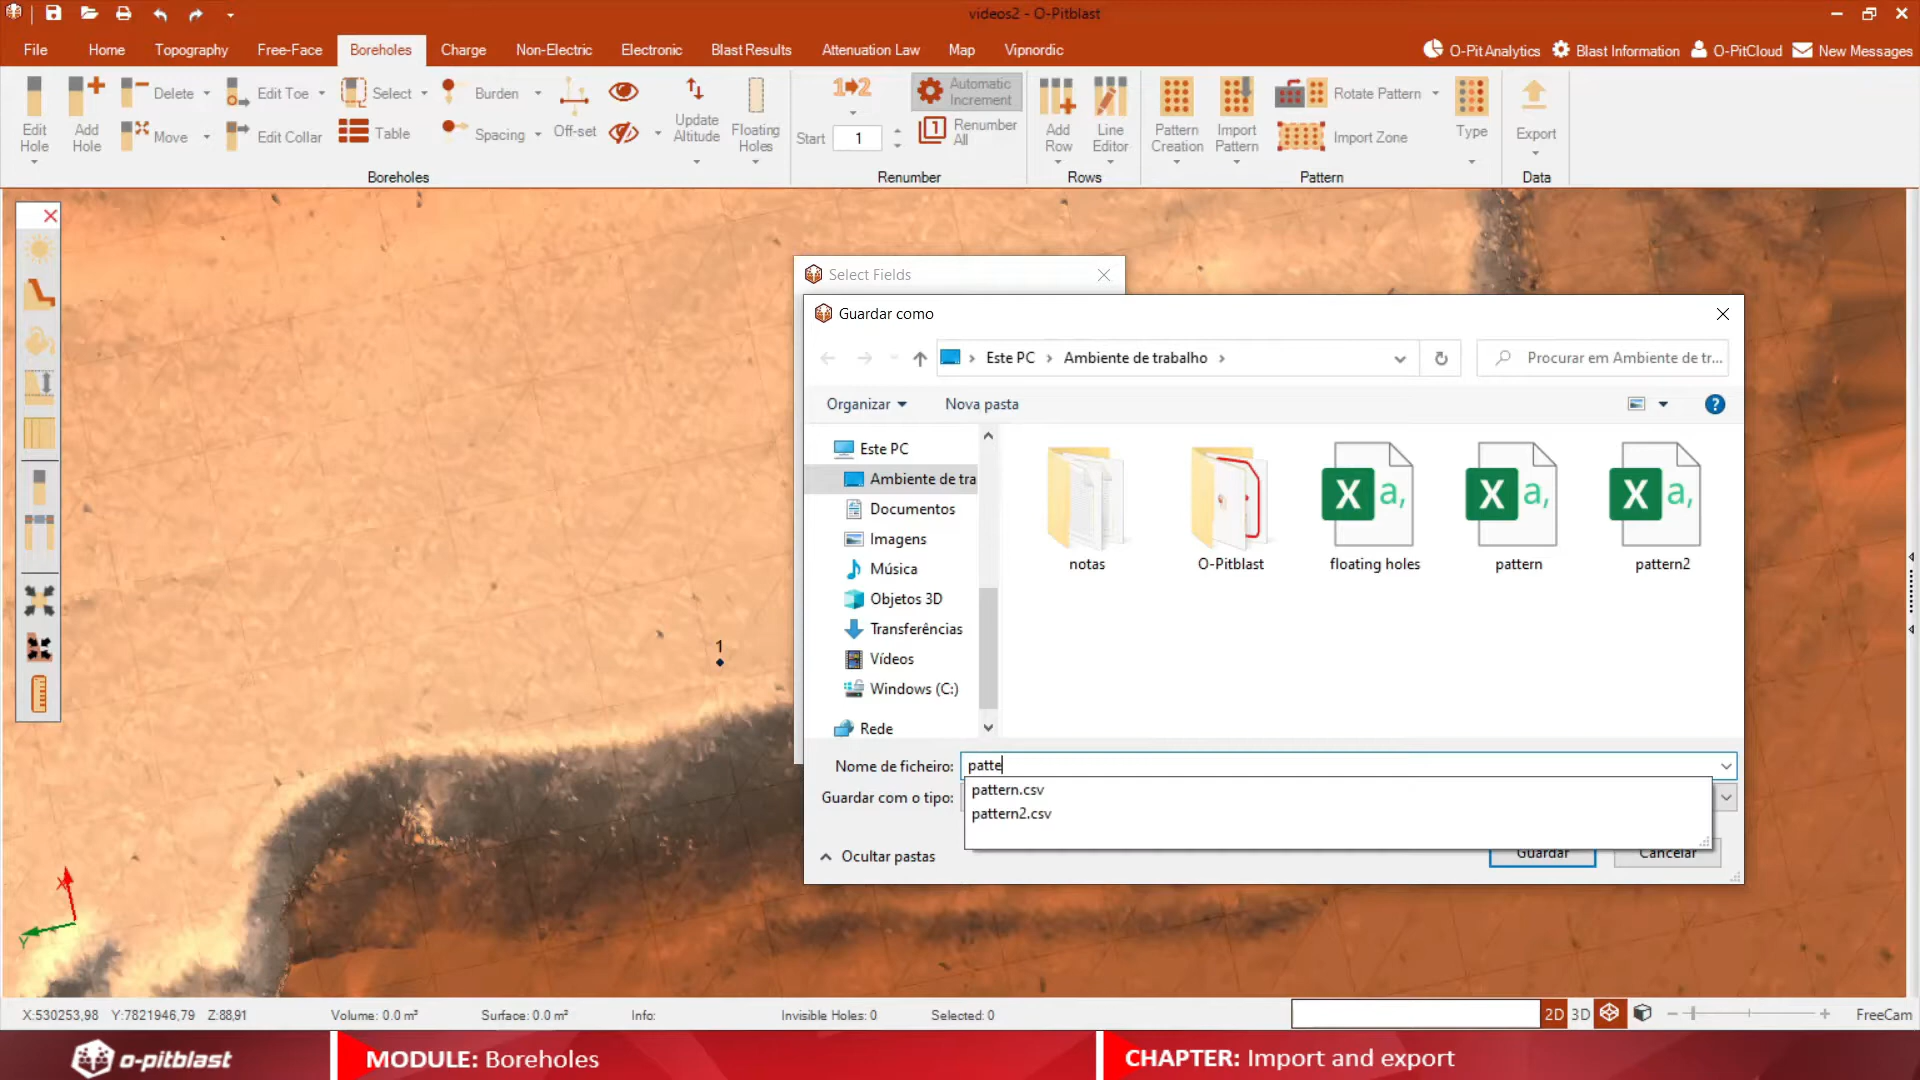 videos2 - O-Pitblast
File Home Topography Free-Face Boreholes Charge Non-Electric Electronic Blast Results Attenuation Law Map Vipnordic
O-Pit Analytics Blast Information O-PitCloud New Messages
Edit Hole
Add Hole
Delete
Move
Edit Toe
Edit Collar
Select
Table
Burden
Spacing
Off-set
Update Altitude
Floating Holes
Boreholes
1 2
Start 1
Automatic Increment
1 Renumber All
Renumber
Add Row
Line Editor
Rows
Pattern Creation
Import Pattern
Rotate Pattern
Import Zone
Type
Pattern
Export
Data
Select Fields
Guardar como
Este PC Ambiente de trabalho
Procurar em Ambiente de tr...
Organizar Nova pasta
Este PC
Ambiente de tra
Documentos
Imagens
Música
Objetos 3D
Transferências
Vídeos
Windows (C:)
Rede
notas
O-Pitblast
X a,
floating holes
X a,
pattern
X a,
pattern2
Nome de ficheiro: patte
Guardar com o tipo:
pattern.csv
pattern2.csv
Ocultar pastas
Guardar Cancelar
1
X
Y
X:530253,98 Y:7821946,79 Z:88,91 Volume: 0.0 m³ Surface: 0.0 m² Info: Invisible Holes: 0 Selected: 0
2D 3D FreeCam
o-pitblast
MODULE: Boreholes
CHAPTER: Import and export